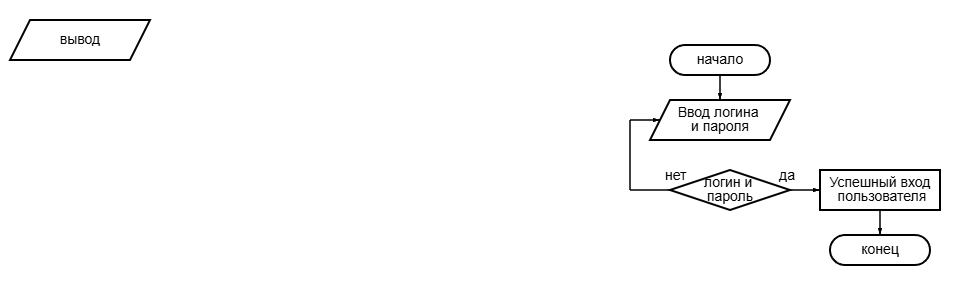 вывод
начало
Ввод логина
и пароля
нет
логин и
пароль
да
Успешный вход
пользователя
конец